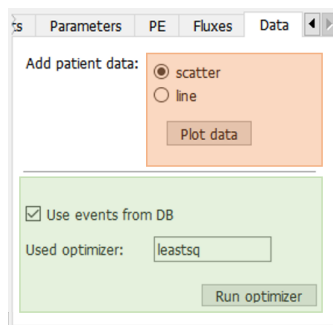 ts Parameters PE Fluxes Data
Add patient data:
scatter
line
Plot data
Use events from DB
Used optimizer: leastsq
Run optimizer